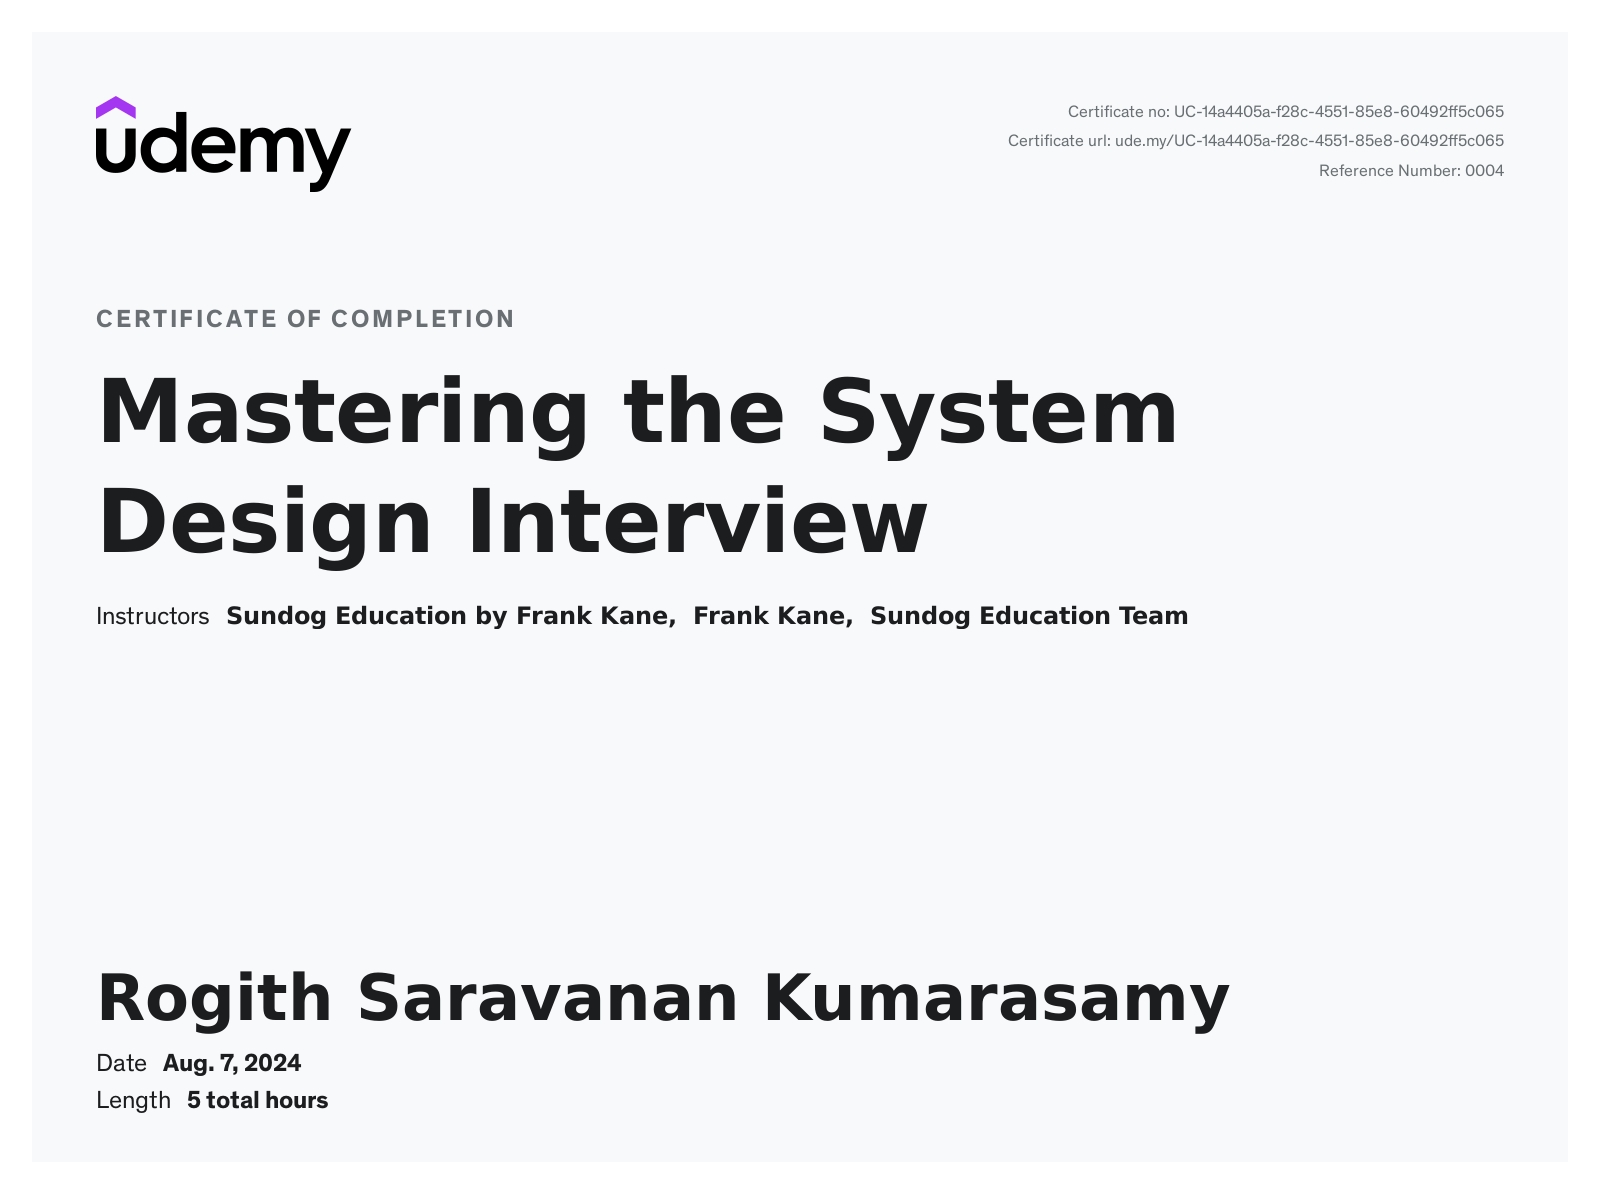 udemy
Certificate no: UC-14a4405a-f28c-4551-85e8-60492ff5c065
Certificate url: ude.my/UC-14a4405a-f28c-4551-85e8-60492ff5c065
Reference Number: 0004
CERTIFICATE OF COMPLETION
Mastering the System
Design Interview
Instructors Sundog Education by Frank Kane, Frank Kane, Sundog Education Team
Rogith Saravanan Kumarasamy
Date Aug. 7, 2024
Length 5 total hours